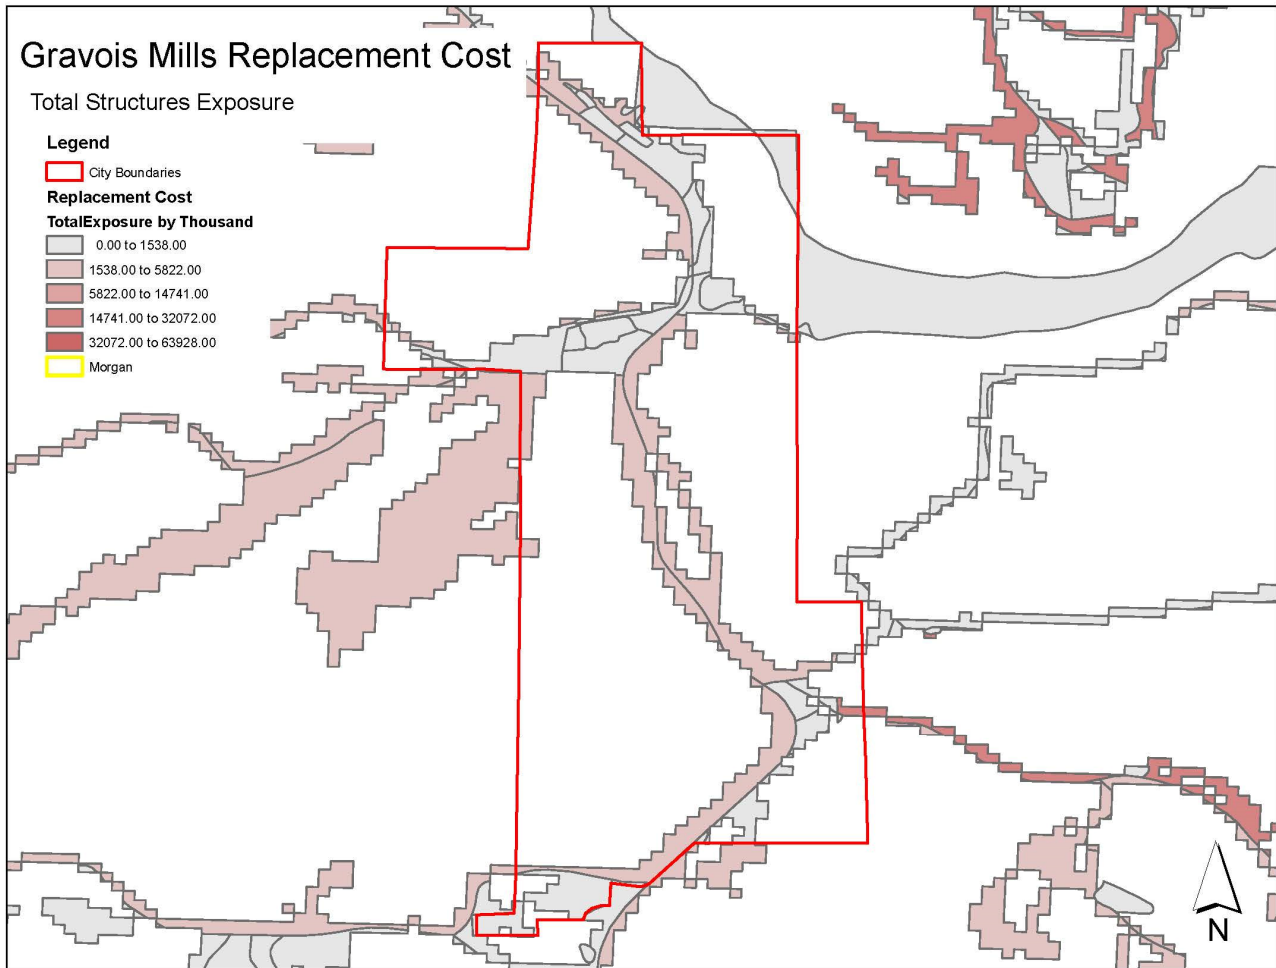 Gravois Mills Replacement Cost
Total Structures Exposure
Legend
City Boundaries
Replacement Cost
TotalExposure by Thousand
0.00 to 1538.00
1538.00 to 5822.00
5822.00 to 14741.00
14741.00 to 32072.00
32072.00 to 63928.00
Morgan
N